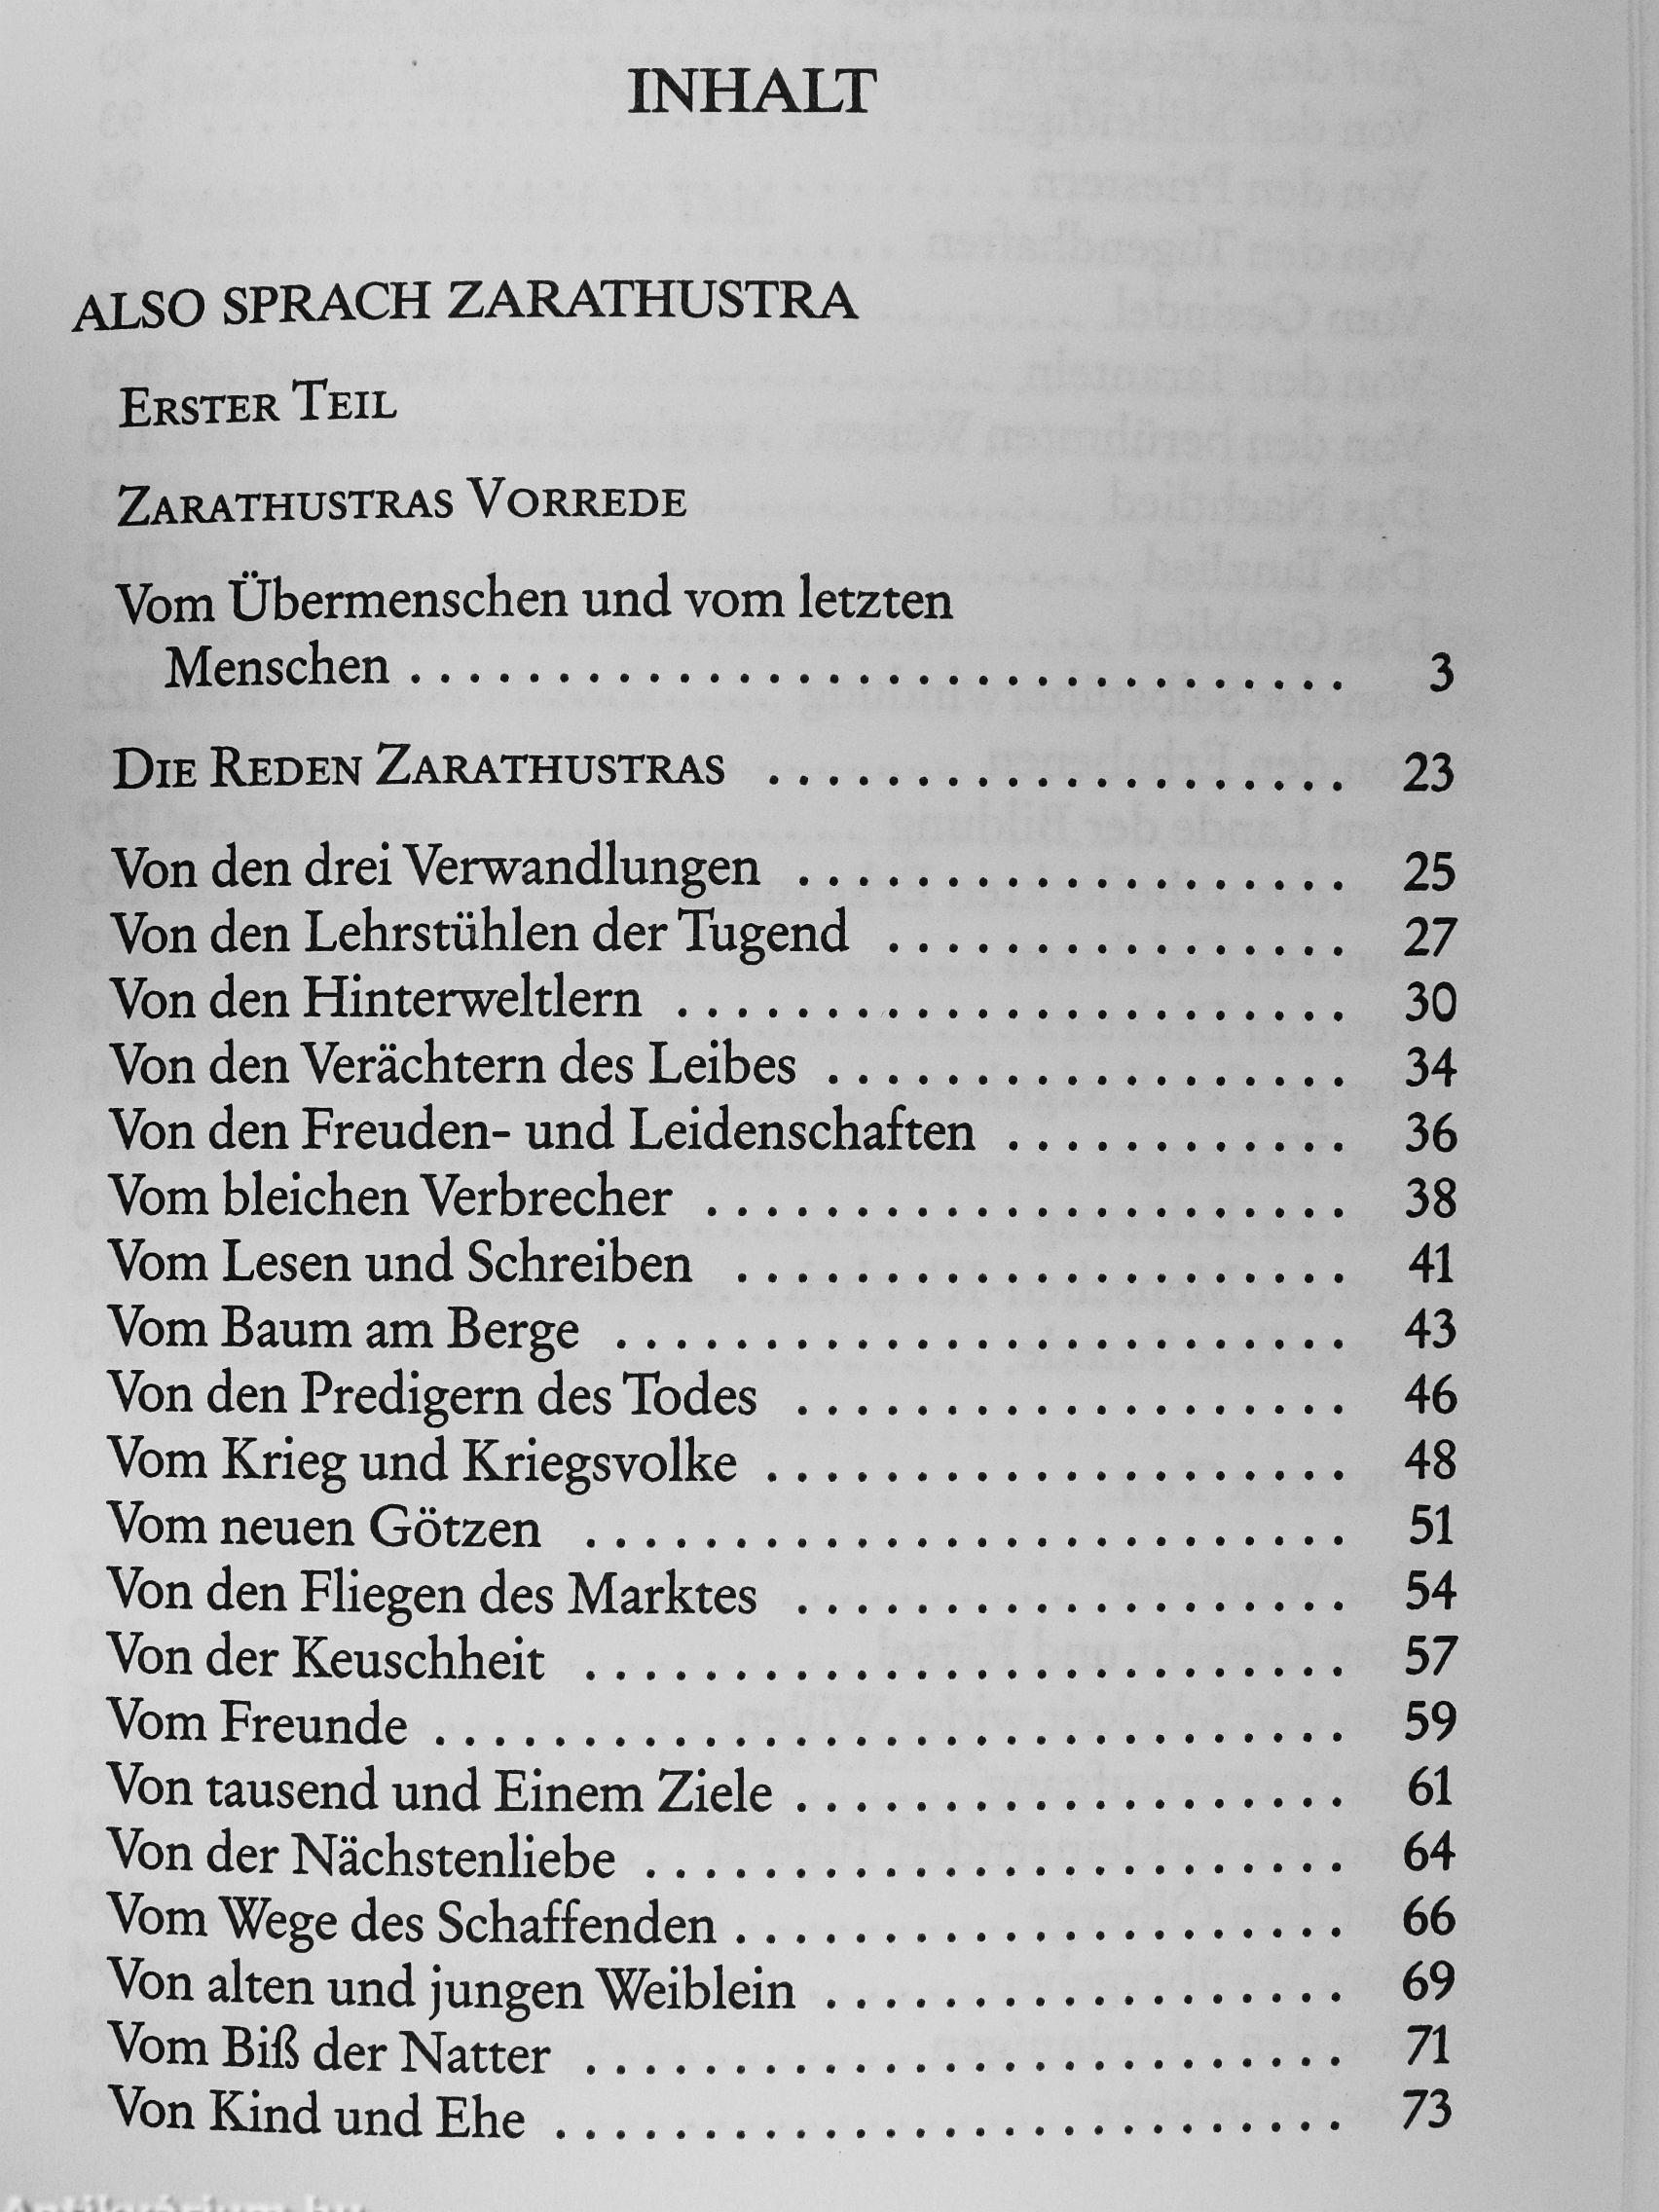 INHALT
ALSO SPRACH ZARATHUSTRA
ERSTER TEIL
ZARATHUSTRAS VORREDE
Vom Übermenschen und vom letzten
Menschen . . . . . . . . . . . . . . . . . . . . . . . . . . . . . . . . 3
DIE REDEN ZARATHUSTRAS . . . . . . . . . . . . . . . . . . . . 23
Von den drei Verwandlungen . . . . . . . . . . . . . . . . . . . 25
Von den Lehrstühlen der Tugend . . . . . . . . . . . . . . . . 27
Von den Hinterweltlern . . . . . . . . . . . . . . . . . . . . . . . 30
Von den Verächtern des Leibes . . . . . . . . . . . . . . . . . . 34
Von den Freuden- und Leidenschaften . . . . . . . . . . . . 36
Vom bleichen Verbrecher . . . . . . . . . . . . . . . . . . . . . . 38
Vom Lesen und Schreiben . . . . . . . . . . . . . . . . . . . . . 41
Vom Baum am Berge . . . . . . . . . . . . . . . . . . . . . . . . . 43
Von den Predigern des Todes . . . . . . . . . . . . . . . . . . . 46
Vom Krieg und Kriegsvolke . . . . . . . . . . . . . . . . . . . . 48
Vom neuen Götzen . . . . . . . . . . . . . . . . . . . . . . . . . . 51
Von den Fliegen des Marktes . . . . . . . . . . . . . . . . . . . 54
Von der Keuschheit . . . . . . . . . . . . . . . . . . . . . . . . . . 57
Vom Freunde . . . . . . . . . . . . . . . . . . . . . . . . . . . . . . . 59
Von tausend und Einem Ziele . . . . . . . . . . . . . . . . . . . 61
Von der Nächstenliebe . . . . . . . . . . . . . . . . . . . . . . . . 64
Vom Wege des Schaffenden . . . . . . . . . . . . . . . . . . . . . 66
Von alten und jungen Weiblein . . . . . . . . . . . . . . . . . . 69
Vom Biß der Natter . . . . . . . . . . . . . . . . . . . . . . . . . . 71
Von Kind und Ehe . . . . . . . . . . . . . . . . . . . . . . . . . . . 73